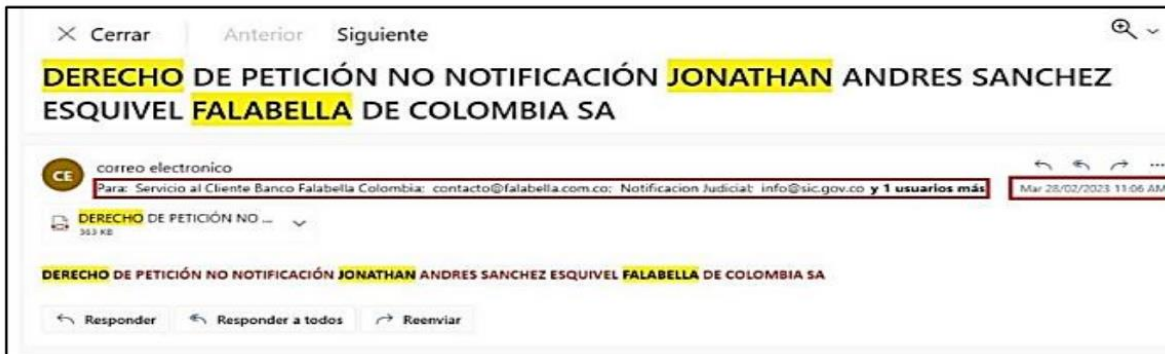 Cerrar Anterior Siguiente
DERECHO DE PETICIÓN NO NOTIFICACIÓN JONATHAN ANDRES SANCHEZ
ESQUIVEL FALABELLA DE COLOMBIA SA
CE correo electronico
Para: Servicio al Cliente Banco Falabella Colombia; contacto@falabella.com.co; Notificacion Judicial; info@sic.gov.co y 1 usuarios más
Mar 28/02/2023 11:06 AM
DERECHO DE PETICIÓN NO ...
363 KB
DERECHO DE PETICIÓN NO NOTIFICACIÓN JONATHAN ANDRES SANCHEZ ESQUIVEL FALABELLA DE COLOMBIA SA
Responder Responder a todos Reenviar